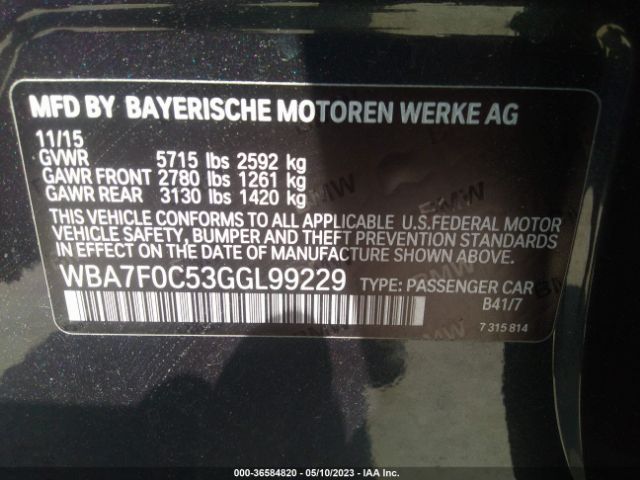 MFD BY BAYERISCHE MOTOREN WERKE AG
11/15
GVWR 5715 lbs 2592 kg
GAWR FRONT 2780 lbs 1261 kg
GAWR REAR 3130 lbs 1420 kg
THIS VEHICLE CONFORMS TO ALL APPLICABLE U.S.FEDERAL MOTOR
VEHICLE SAFETY, BUMPER AND THEFT PREVENTION STANDARDS
IN EFFECT ON THE DATE OF MANUFACTURE SHOWN ABOVE.
WBA7F0C53GGL99229 TYPE: PASSENGER CAR
B41/7
7 315 814
BMW
BMW
000-36584820 - 05/10/2023 - IAA Inc.